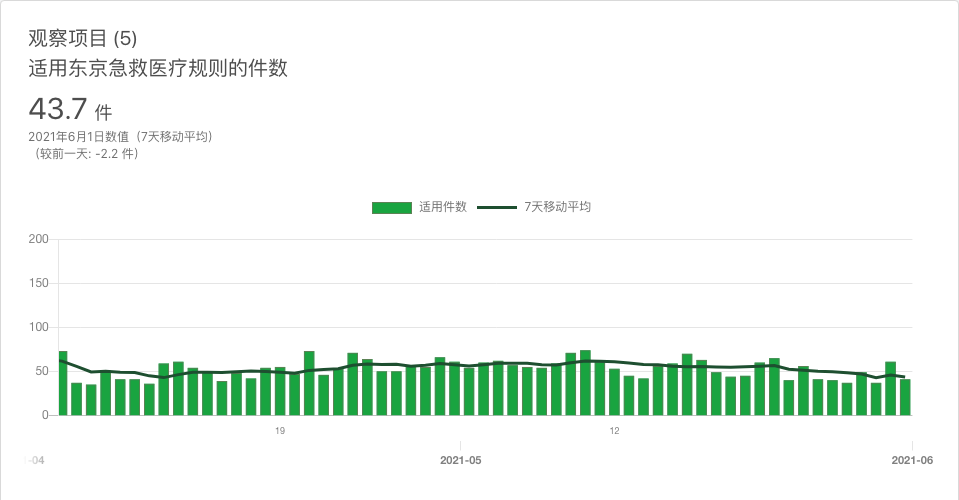 观察项目 (5)
适用东京急救医疗规则的件数
43.7 件
2021年6月1日数值（7天移动平均）
（较前一天: -2.2 件）
适用件数 7天移动平均
200
150
100
50
0
19 12
-04 2021-05 2021-06